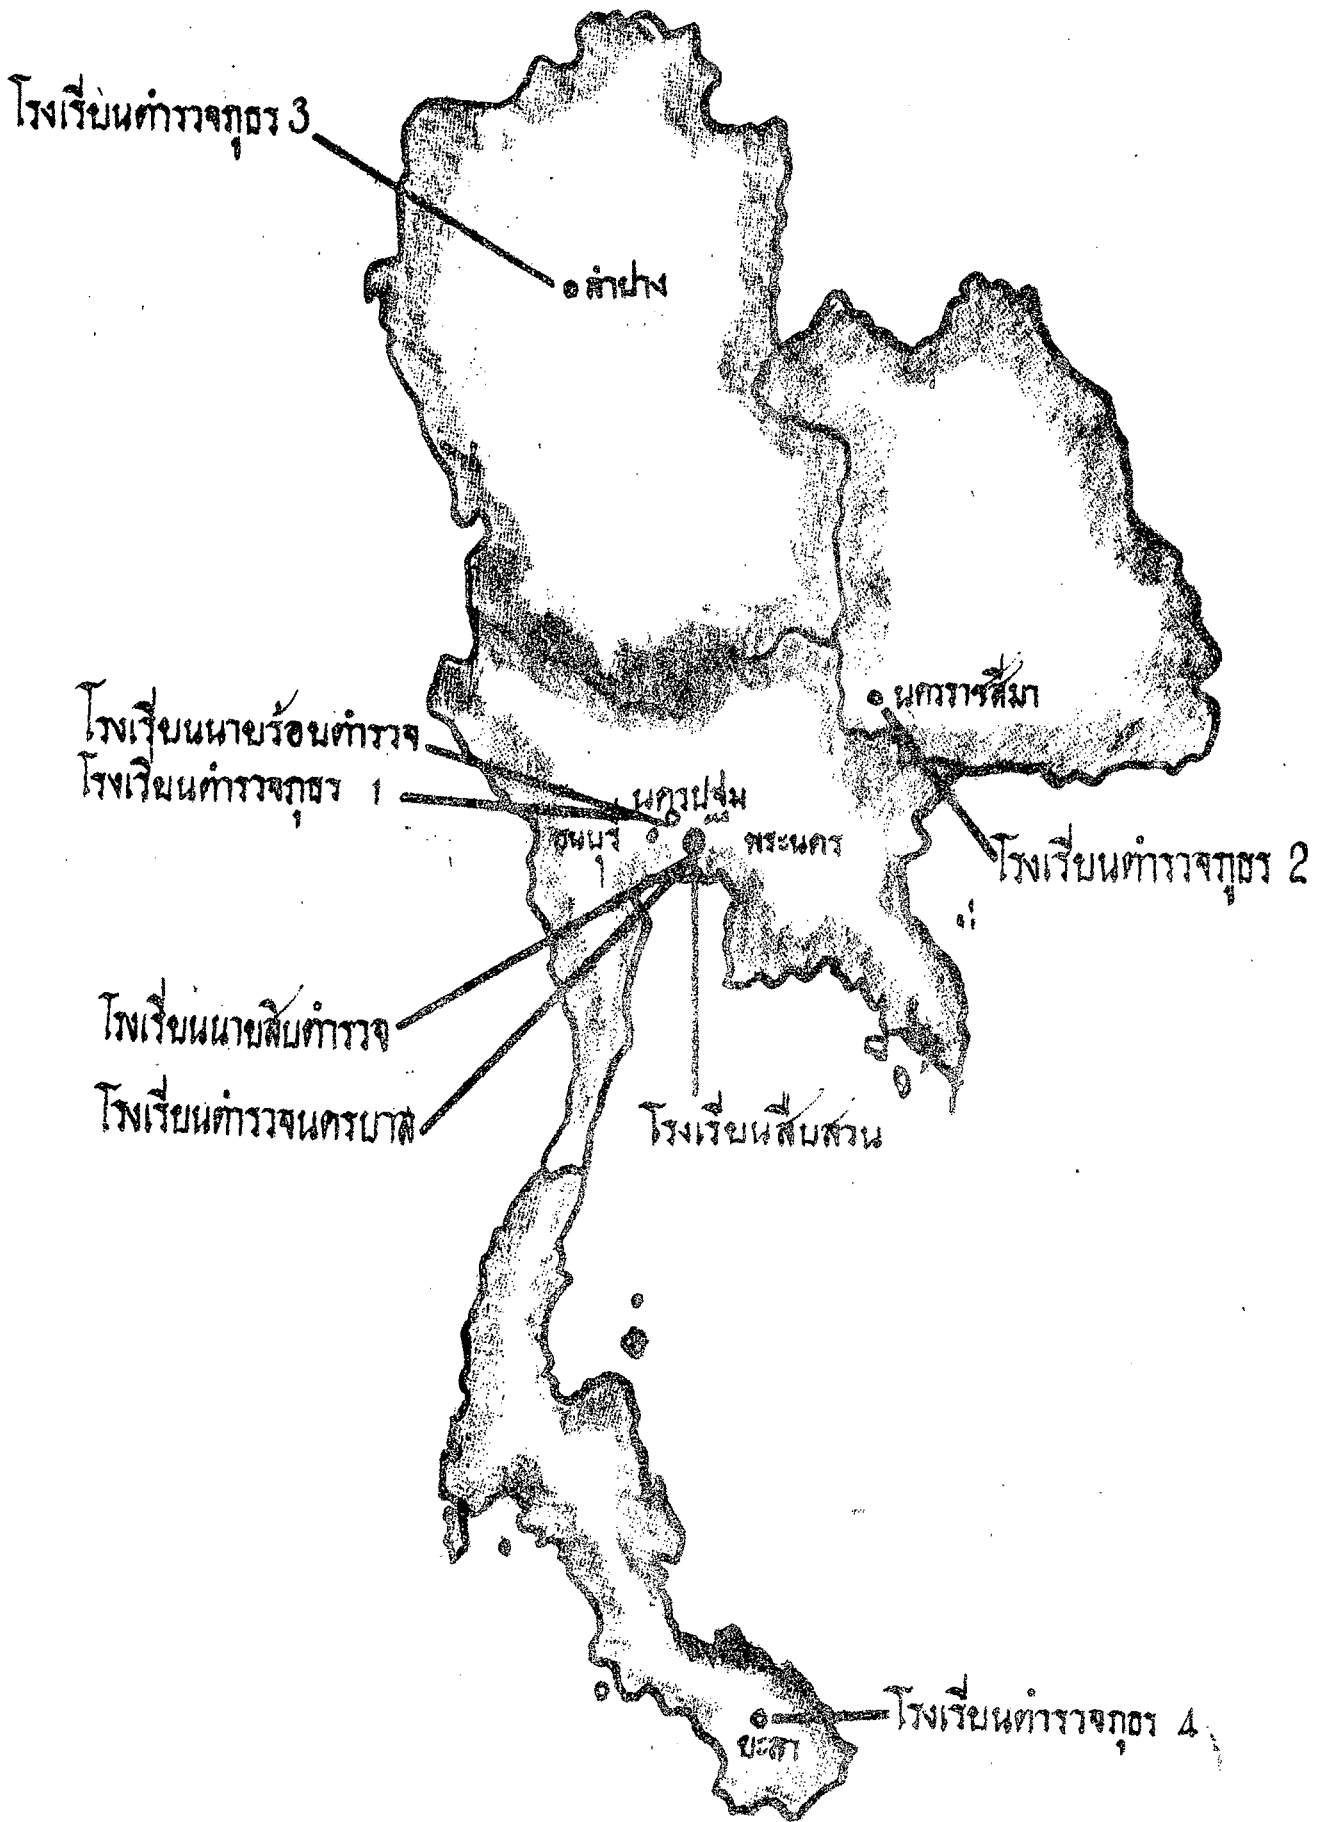 โรงเรียนตำรวจภูธร 3
ลำปาง
นครราชสีมา
โรงเรียนนายร้อยตำรวจ
โรงเรียนตำรวจภูธร 1
นครปฐม
ธนบุรี
พระนคร
โรงเรียนตำรวจภูธร 2
โรงเรียนนายสิบตำรวจ
โรงเรียนตำรวจนครบาล
โรงเรียนสืบสวน
โรงเรียนตำรวจภูธร 4
ยะลา